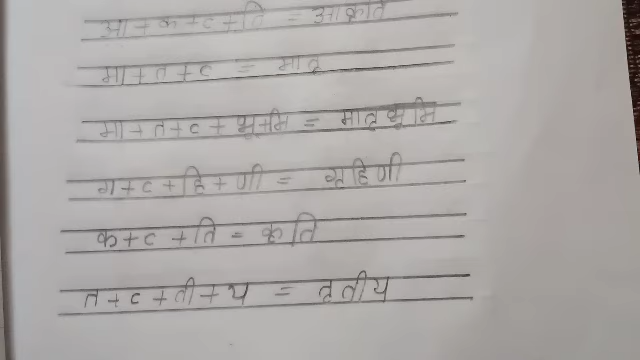 आ+क+c+ति = आकृति
मा+त+c = मातृ
मा+त+c+भू+मि = मातृभूमि
ग+c+हि+णी = गृहिणी
क+c+ति = कृति
त+c+ती+य = तृतीय